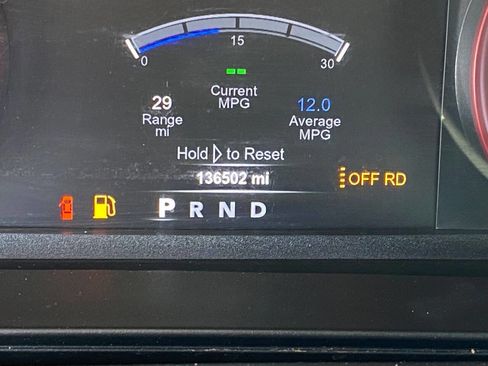 15
0 30
29 Current 12.0
Range MPG Average
mi MPG
Hold to Reset
136502 mi
OFF RD
P R N D